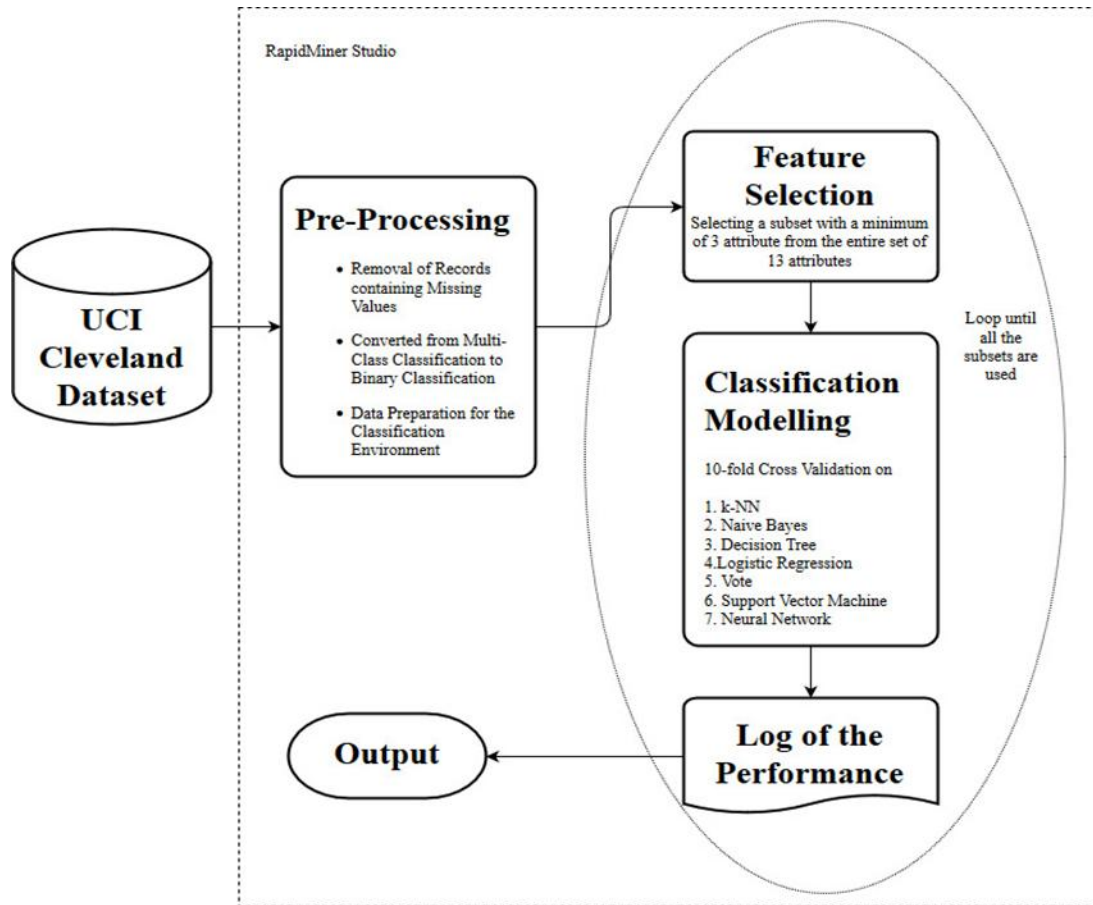 RapidMiner Studio
UCI
Cleveland
Dataset
Pre-Processing
• Removal of Records
containing Missing
Values
• Converted from Multi-
Class Classification to
Binary Classification
• Data Preparation for the
Classification
Environment
Feature
Selection
Selecting a subset with a minimum
of 3 attribute from the entire set of
13 attributes
Loop until
all the
subsets are
used
Classification
Modelling
10-fold Cross Validation on
1. k-NN
2. Naive Bayes
3. Decision Tree
4.Logistic Regression
5. Vote
6. Support Vector Machine
7. Neural Network
Log of the
Performance
Output